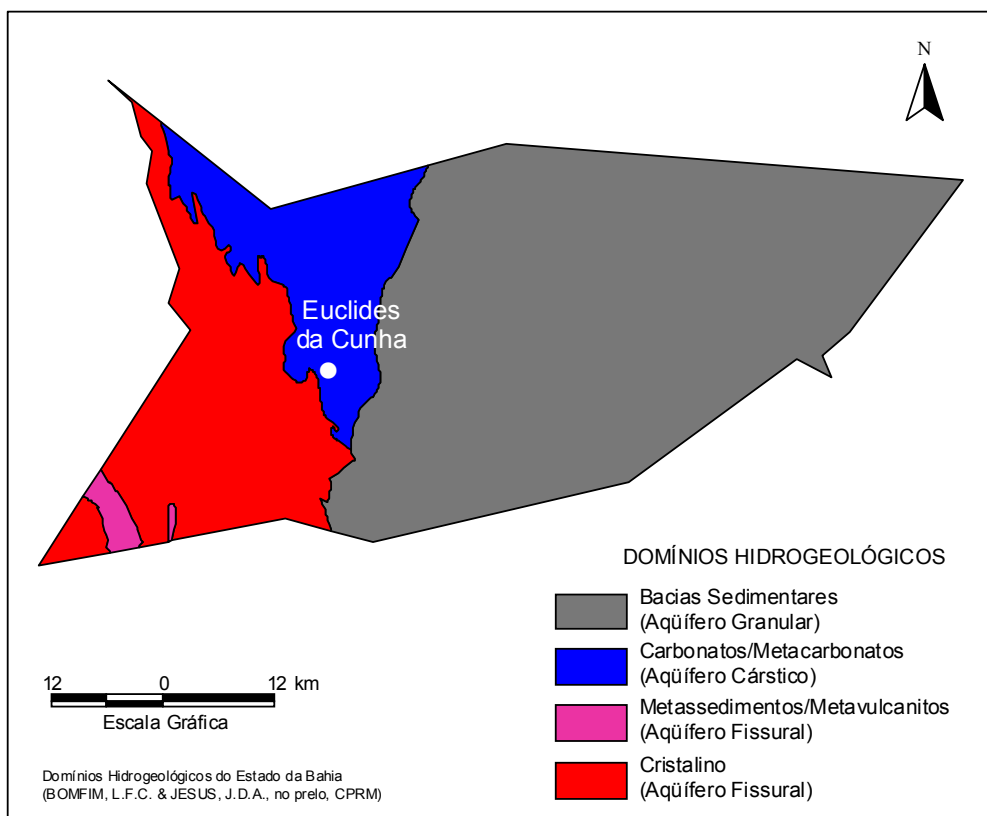 N
Euclides
da Cunha
DOMÍNIOS HIDROGEOLÓGICOS
Bacias Sedimentares
(Aqüífero Granular)
Carbonatos/Metacarbonatos
(Aqüífero Cárstico)
Metassedimentos/Metavulcanitos
(Aqüífero Fissural)
Cristalino
(Aqüífero Fissural)
12 0 12 km
Escala Gráfica
Domínios Hidrogeológicos do Estado da Bahia
(BOMFIM, L.F.C. & JESUS, J.D.A., no prelo, CPRM)